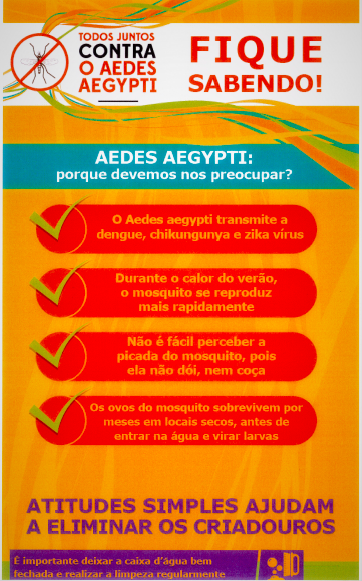 TODOS JUNTOS
CONTRA
O AEDES
AEGYPTI
FIQUE
SABENDO!
AEDES AEGYPTI:
porque devemos nos preocupar?
O Aedes aegypti transmite a
dengue, chikungunya e zika vírus
Durante o calor do verão,
o mosquito se reproduz
mais rapidamente
Não é fácil perceber a
picada do mosquito, pois
ela não dói, nem coça
Os ovos do mosquito sobrevivem por
meses em locais secos, antes de
entrar na água e virar larvas
ATITUDES SIMPLES AJUDAM
A ELIMINAR OS CRIADOUROS
É importante deixar a caixa d'água bem
fechada e realizar a limpeza regularmente